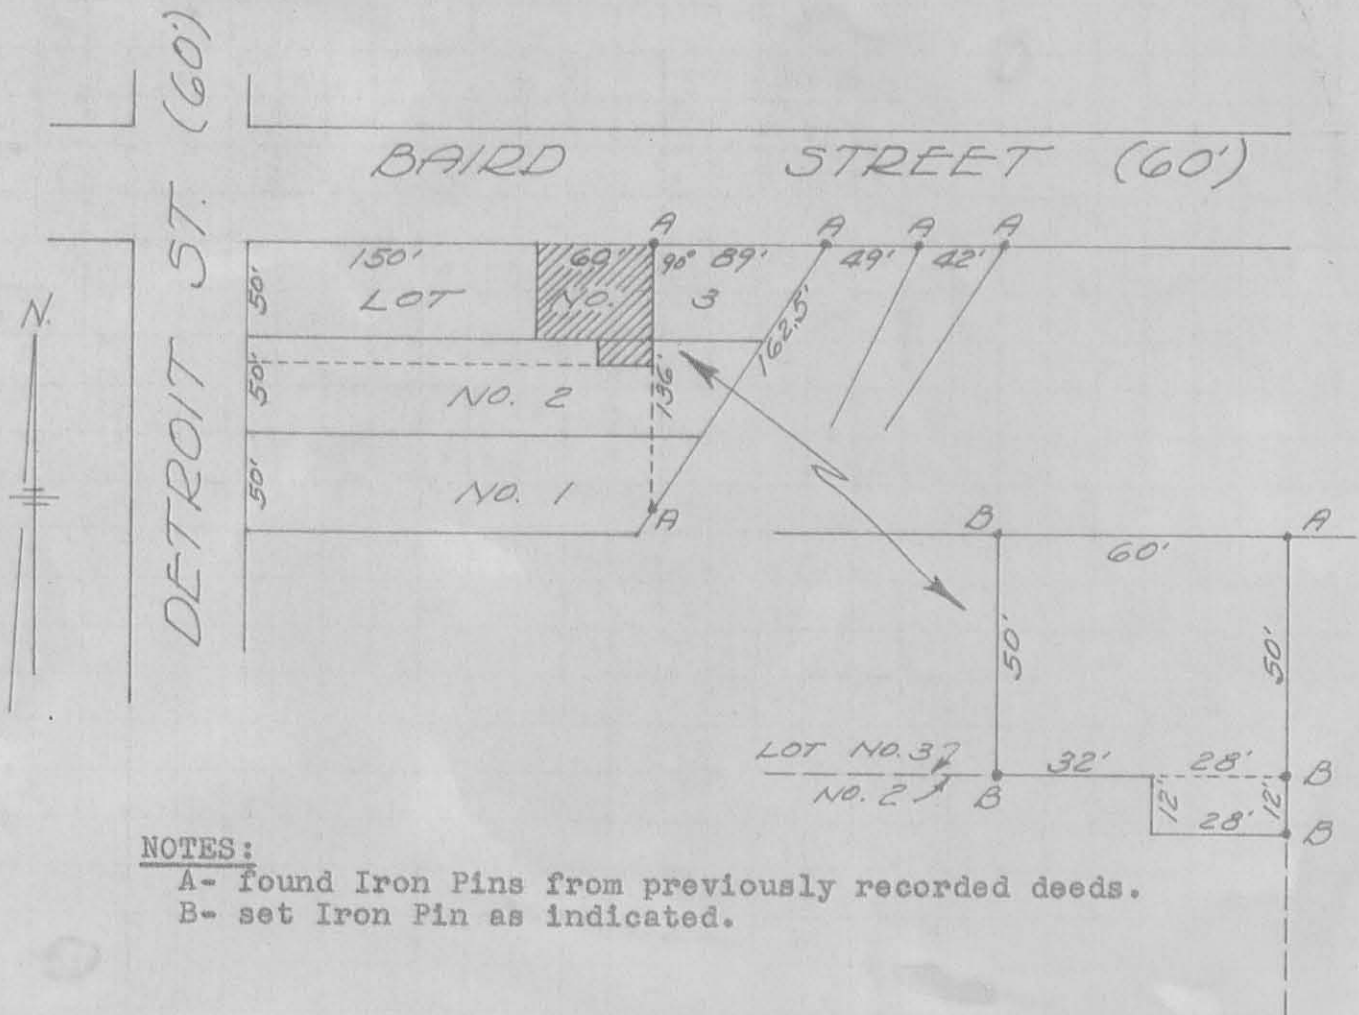 DETROIT ST. (60')
BAIRD STREET (60')
A A A A
150' 60' 90° 89' 49' 42'
50' LOT NO. 3
162.5'
N.
50' NO. 2 136'
50' NO. 1
A
B A
60'
50' 50'
LOT NO. 3 32' 28' B
NO. 2 B 12' 12'
28' B
NOTES:
A- found Iron Pins from previously recorded deeds.
B- set Iron Pin as indicated.